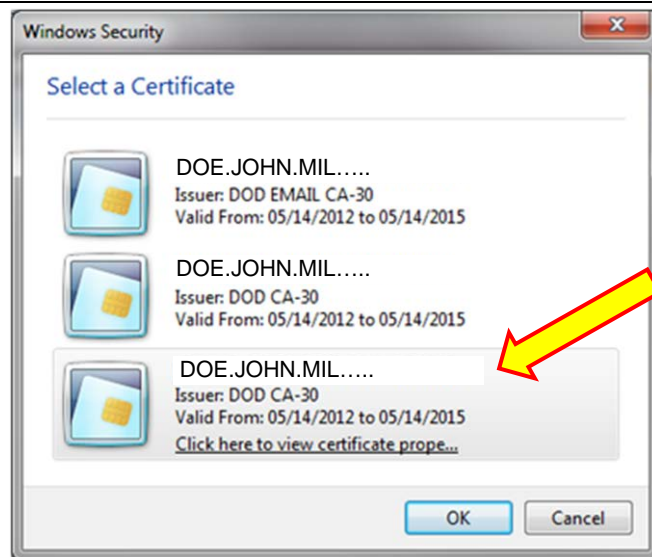 Windows Security
Select a Certificate
DOE.JOHN.MIL.....
Issuer: DOD EMAIL CA-30
Valid From: 05/14/2012 to 05/14/2015
DOE.JOHN.MIL.....
Issuer: DOD CA-30
Valid From: 05/14/2012 to 05/14/2015
DOE.JOHN.MIL.....
Issuer: DOD CA-30
Valid From: 05/14/2012 to 05/14/2015
Click here to view certificate prope...
OK
Cancel